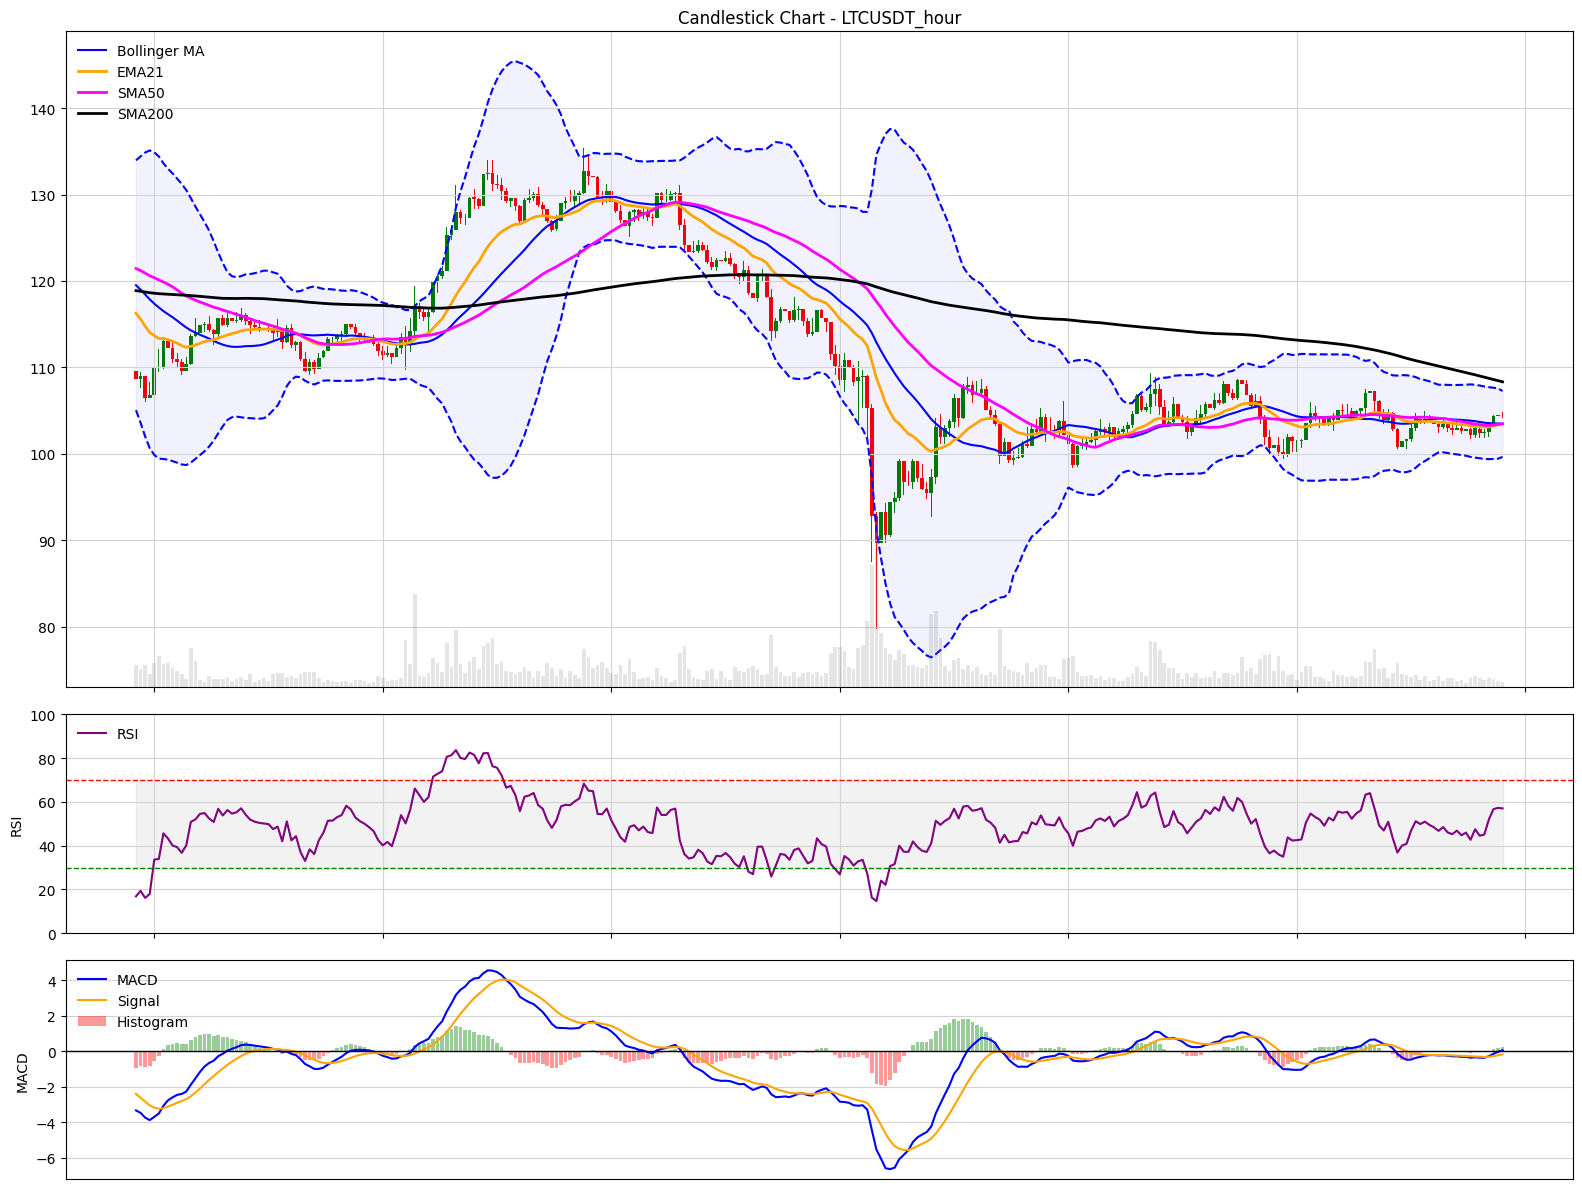 Candlestick Chart - LTCUSDT_hour
Bollinger MA
EMA21
SMA50
SMA200
140
130
120
110
100
90
80
100
80
60
40
20
0
RSI
RSI
4
2
0
−2
−4
−6
MACD
MACD
Signal
Histogram